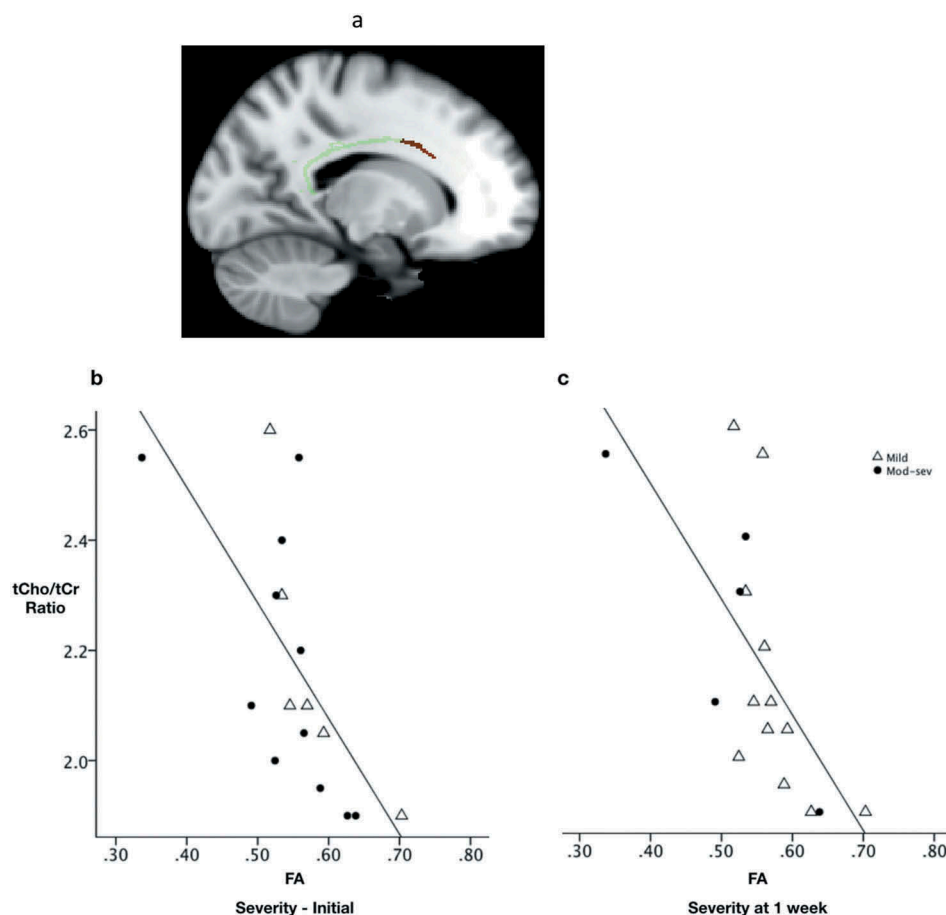 a
b
2.6
2.4
tCho/tCr
Ratio
2.2
2.0
.30 .40 .50 .60 .70 .80
FA
Severity - Initial
c
Mild
Mod-sev
.30 .40 .50 .60 .70 .80
FA
Severity at 1 week